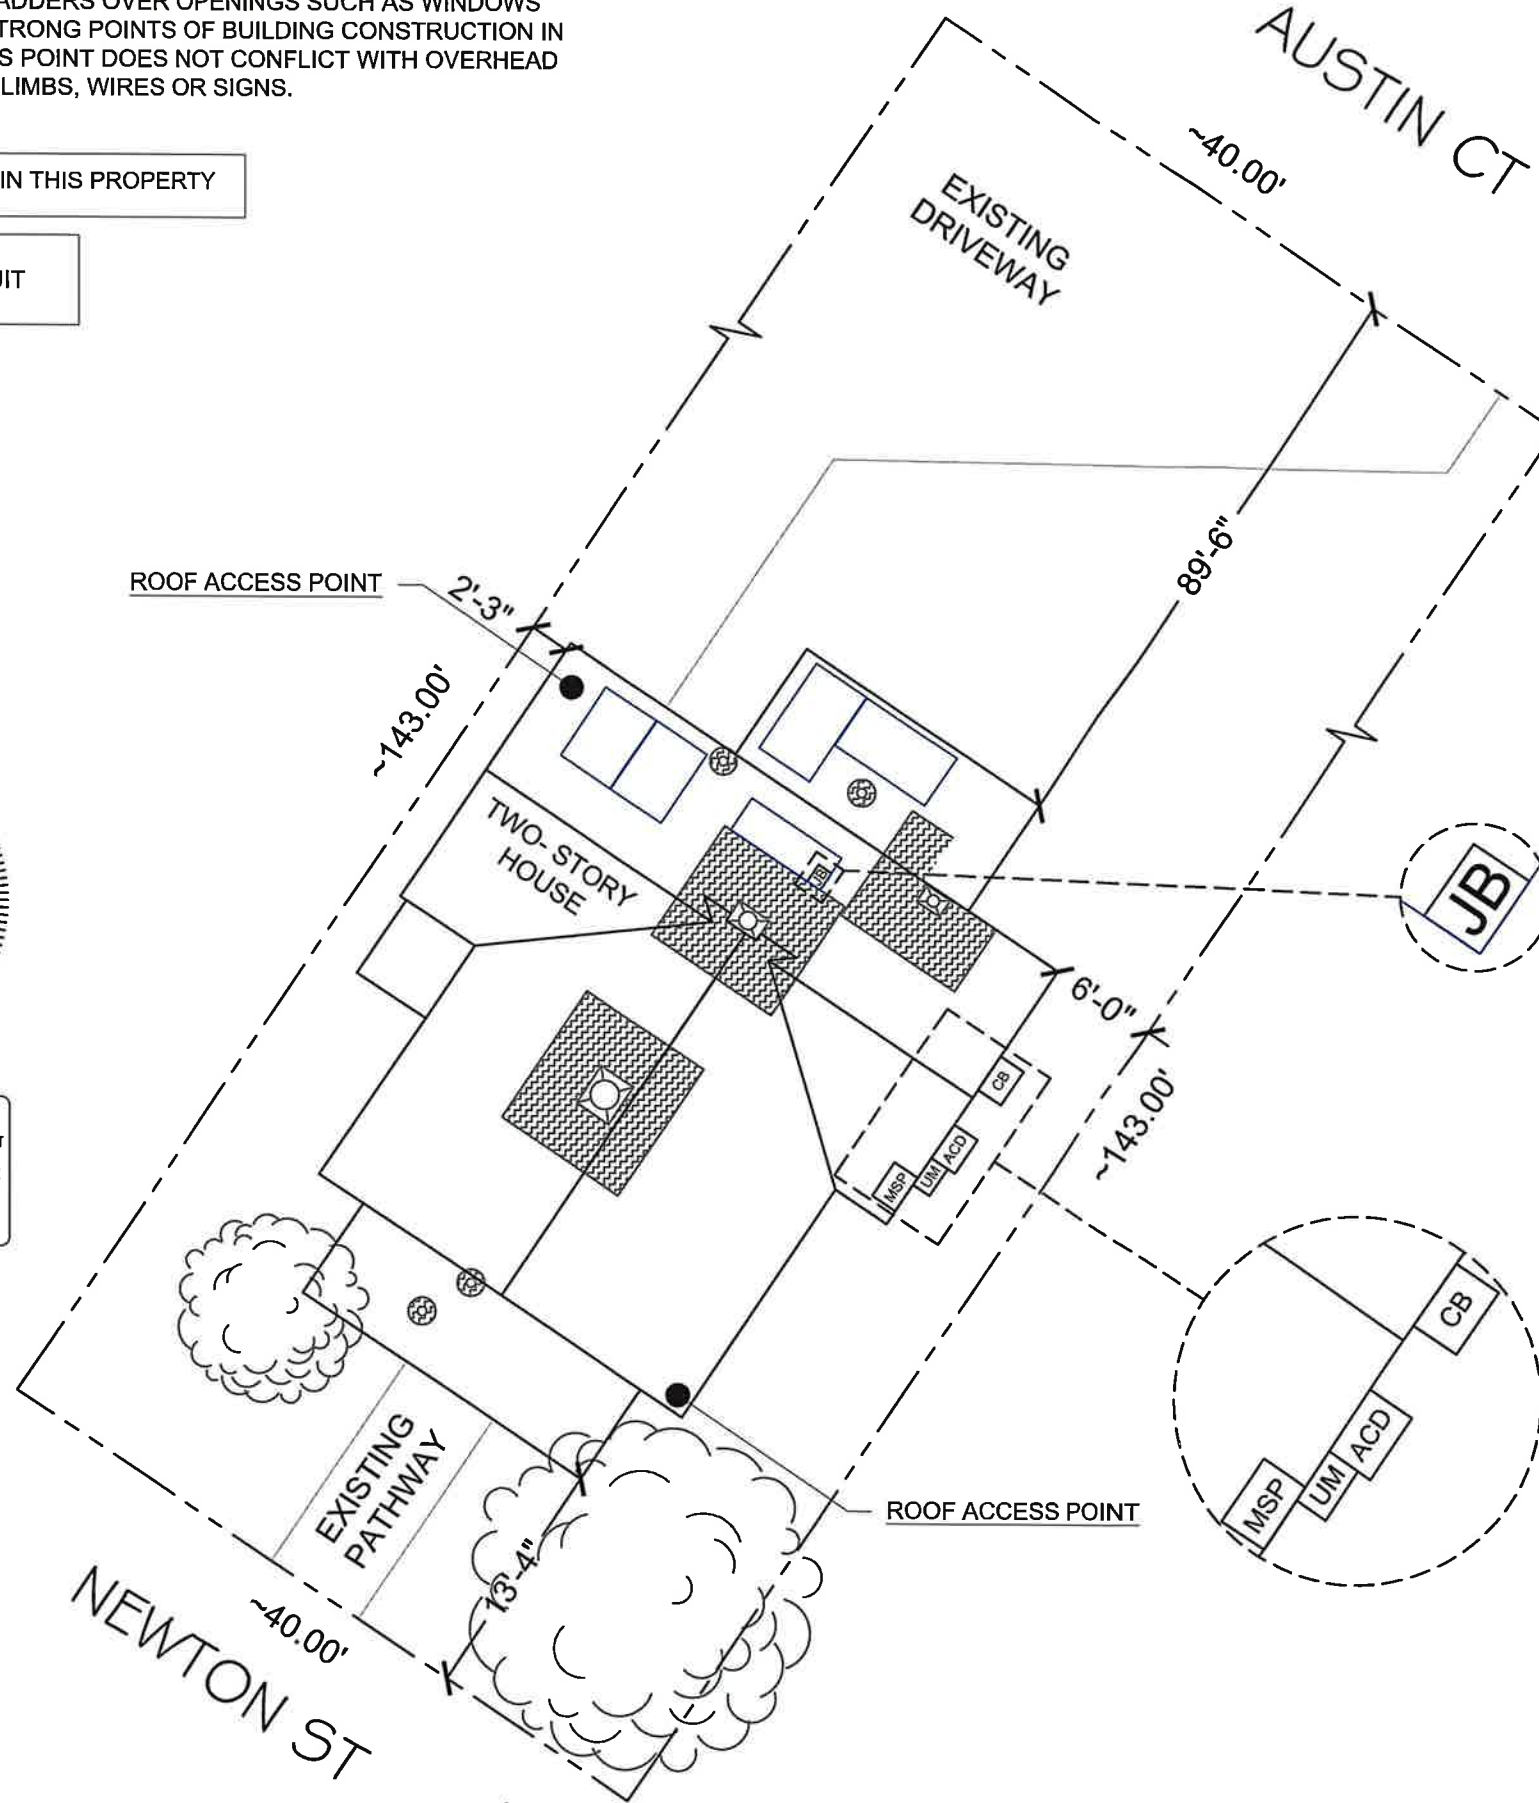 ADDERS OVER OPENINGS SUCH AS WINDOWS
TRONG POINTS OF BUILDING CONSTRUCTION IN
S POINT DOES NOT CONFLICT WITH OVERHEAD
LIMBS, WIRES OR SIGNS.
IN THIS PROPERTY
AUSTIN CT
~40.00'
EXISTING
DRIVEWAY
89'-6"
ROOF ACCESS POINT
2'-3"
~143.00'
TWO- STORY
HOUSE
JB
JB
6'-0"
~143.00'
CB
ACD
UM
MSP
CB
ACD
UM
MSP
ROOF ACCESS POINT
EXISTING
PATHWAY
13'-4"
~40.00'
NEWTON ST